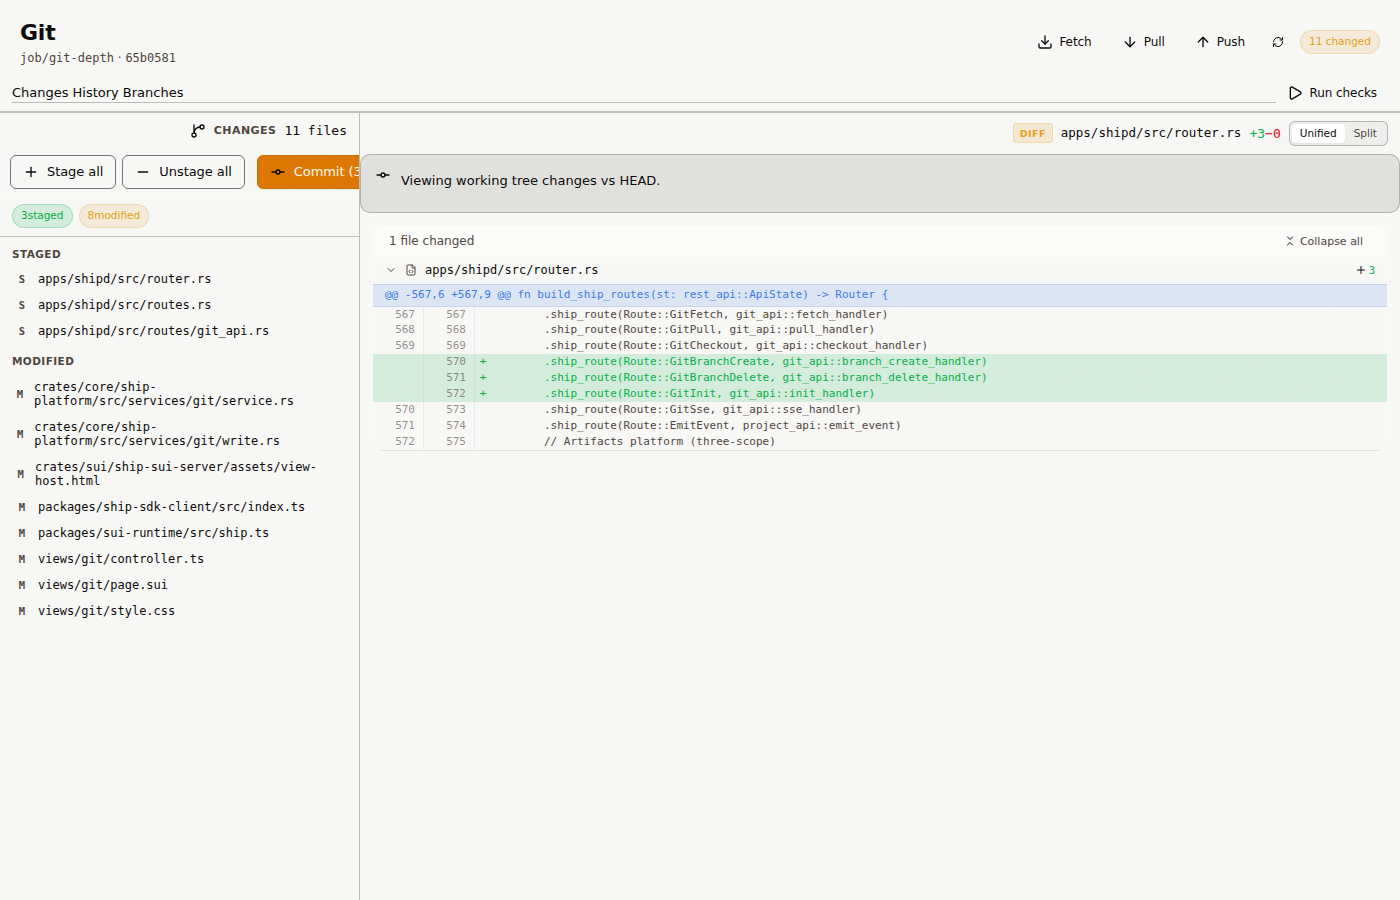 Git
job/git-depth · 65b0581
Fetch
Pull
Push
11 changed
Changes History Branches
Run checks
CHANGES 11 files
Stage all
Unstage all
Commit (3
3staged
8modified
STAGED
S apps/shipd/src/router.rs
S apps/shipd/src/routes.rs
S apps/shipd/src/routes/git_api.rs
MODIFIED
M crates/core/ship-
platform/src/services/git/service.rs
M crates/core/ship-
platform/src/services/git/write.rs
M crates/sui/ship-sui-server/assets/view-
host.html
M packages/ship-sdk-client/src/index.ts
M packages/sui-runtime/src/ship.ts
M views/git/controller.ts
M views/git/page.sui
M views/git/style.css
DIFF apps/shipd/src/router.rs +3−0 Unified Split
Viewing working tree changes vs HEAD.
1 file changed
Collapse all
apps/shipd/src/router.rs
+ 3
@@ -567,6 +567,9 @@ fn build_ship_routes(st: rest_api::ApiState) -> Router {
567 567 .ship_route(Route::GitFetch, git_api::fetch_handler)
568 568 .ship_route(Route::GitPull, git_api::pull_handler)
569 569 .ship_route(Route::GitCheckout, git_api::checkout_handler)
570 + .ship_route(Route::GitBranchCreate, git_api::branch_create_handler)
571 + .ship_route(Route::GitBranchDelete, git_api::branch_delete_handler)
572 + .ship_route(Route::GitInit, git_api::init_handler)
570 573 .ship_route(Route::GitSse, git_api::sse_handler)
571 574 .ship_route(Route::EmitEvent, project_api::emit_event)
572 575 // Artifacts platform (three-scope)